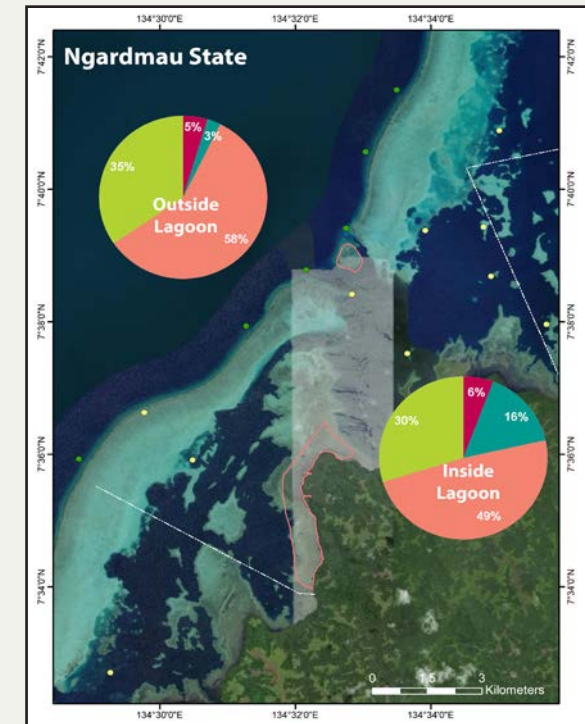 134°30'0"E 134°32'0"E 134°34'0"E
Ngardmau State
7°42'0"N 7°42'0"N
5%
3%
35%
Outside
Lagoon
58%
7°40'0"N 7°40'0"N
7°38'0"N 7°38'0"N
6%
30% 16%
Inside
Lagoon
49%
7°36'0"N 7°36'0"N
7°34'0"N 7°34'0"N
0 1.5 3
Kilometers
134°30'0"E 134°32'0"E 134°34'0"E